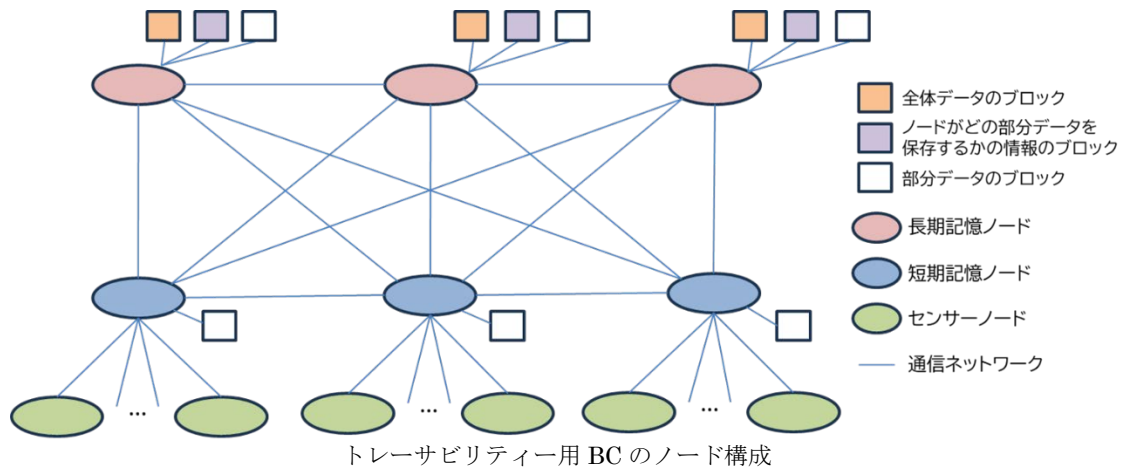 全体データのブロック
ノードがどの部分データを
保存するかの情報のブロック
部分データのブロック
長期記憶ノード
短期記憶ノード
センサーノード
通信ネットワーク
...
...
...
トレーサビリティー用 BC のノード構成